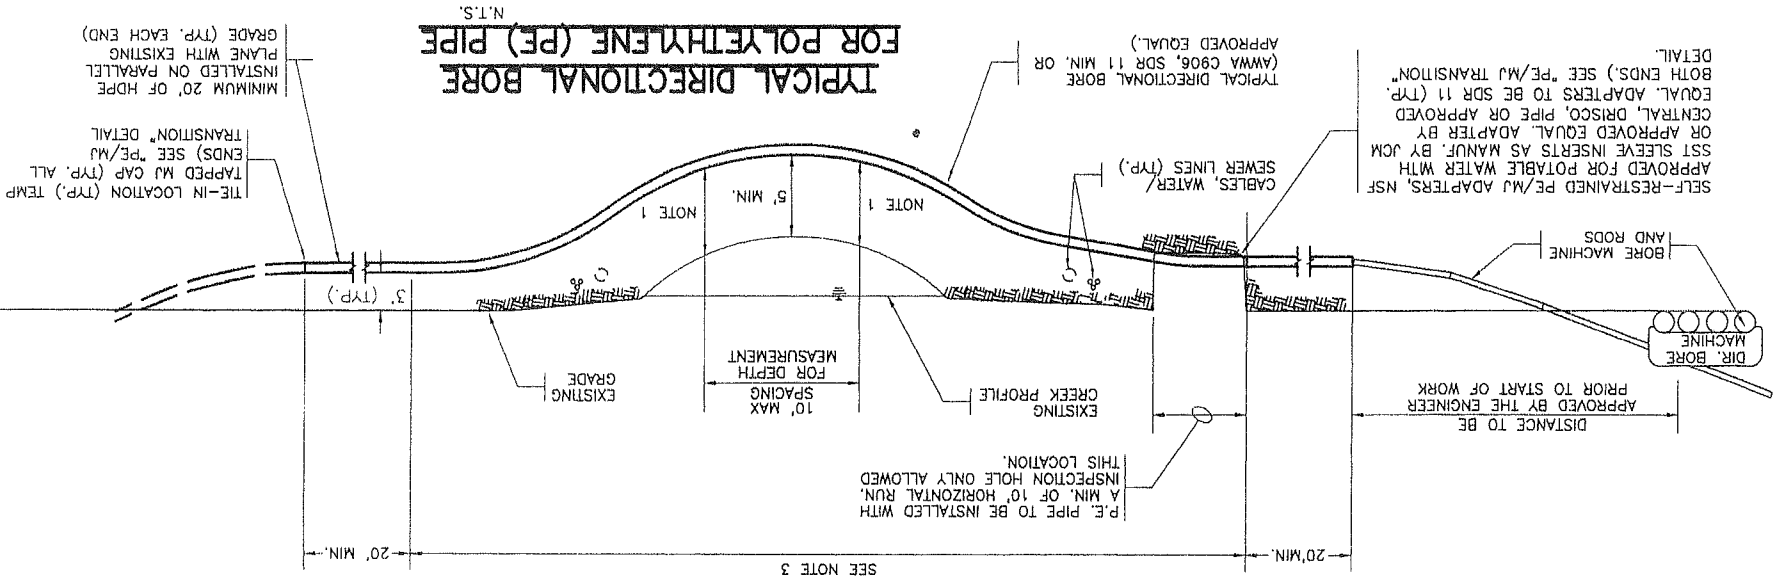 SEE NOTE 3
20'MIN.
20' MIN.
P.E. PIPE TO BE INSTALLED WITH
A MIN. OF 10' HORIZONTAL RUN.
INSPECTION HOLE ONLY ALLOWED
THIS LOCATION.
DISTANCE TO BE
APPROVED BY THE ENGINEER
PRIOR TO START OF WORK
EXISTING
CREEK PROFILE
10' MAX
SPACING
FOR DEPTH
MEASUREMENT
EXISTING
GRADE
DIR. BORE
MACHINE
3' (TYP.)
BORE MACHINE
AND RODS
NOTE 1
5' MIN.
NOTE 1
CABLES, WATER/
SEWER LINES (TYP.)
SELF-RESTRAINED PE/MJ ADAPTERS, NSF
APPROVED FOR POTABLE WATER WITH
SST SLEEVE INSERTS AS MANUF. BY JCM
OR APPROVED EQUAL. ADAPTER BY
CENTRAL, DRISCO, PIPE OR APPROVED
EQUAL. ADAPTERS TO BE SDR 11 (TYP.
BOTH ENDS.) SEE "PE/MJ TRANSITION"
DETAIL.
TIE-IN LOCATION (TYP.) TEMP
TAPPED MJ CAP (TYP. ALL
ENDS) SEE "PE/MJ
TRANSITION" DETAIL
TYPICAL DIRECTIONAL BORE
(AWWA C906, SDR 11 MIN. OR
APPROVED EQUAL.)
MINIMUM 20' OF HDPE
INSTALLED ON PARALLEL
PLANE WITH EXISTING
GRADE (TYP. EACH END)
TYPICAL DIRECTIONAL BORE
FOR POLYETHYLENE (PE) PIPE
N.T.S.